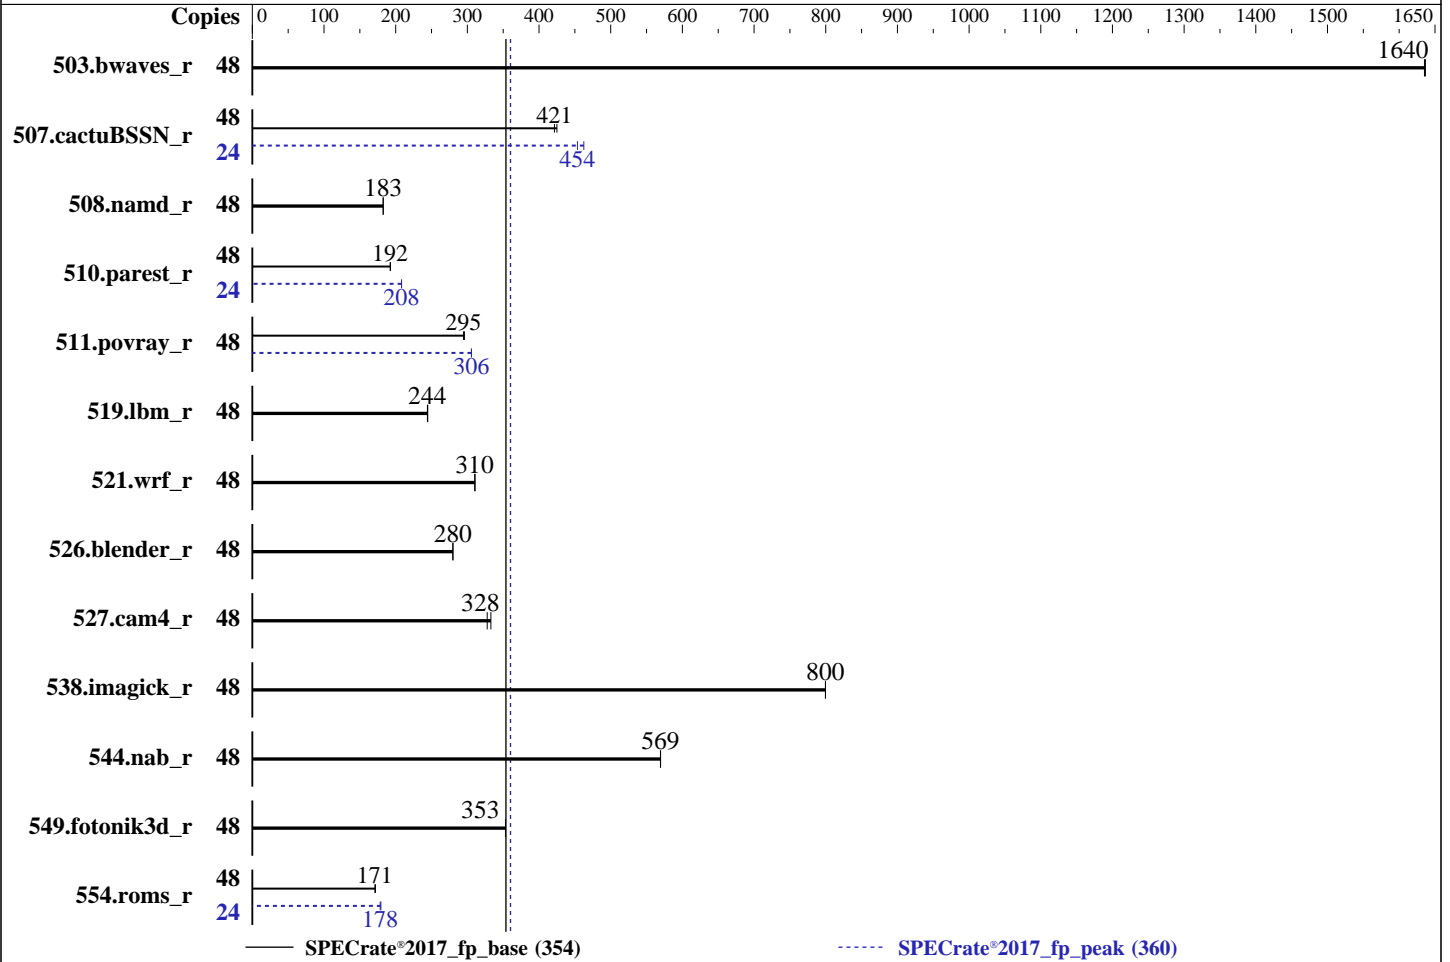 Copies 0 100 200 300 400 500 600 700 800 900 1000 1100 1200 1300 1400 1500 1650
503.bwaves_r 48 1640
507.cactuBSSN_r 48 421
24 454
508.namd_r 48 183
510.parest_r 48 192
24 208
511.povray_r 48 295
306
519.lbm_r 48 244
521.wrf_r 48 310
526.blender_r 48 280
527.cam4_r 48 328
538.imagick_r 48 800
544.nab_r 48 569
549.fotonik3d_r 48 353
554.roms_r 48 171
24 178
SPECrate®2017_fp_base (354) SPECrate®2017_fp_peak (360)